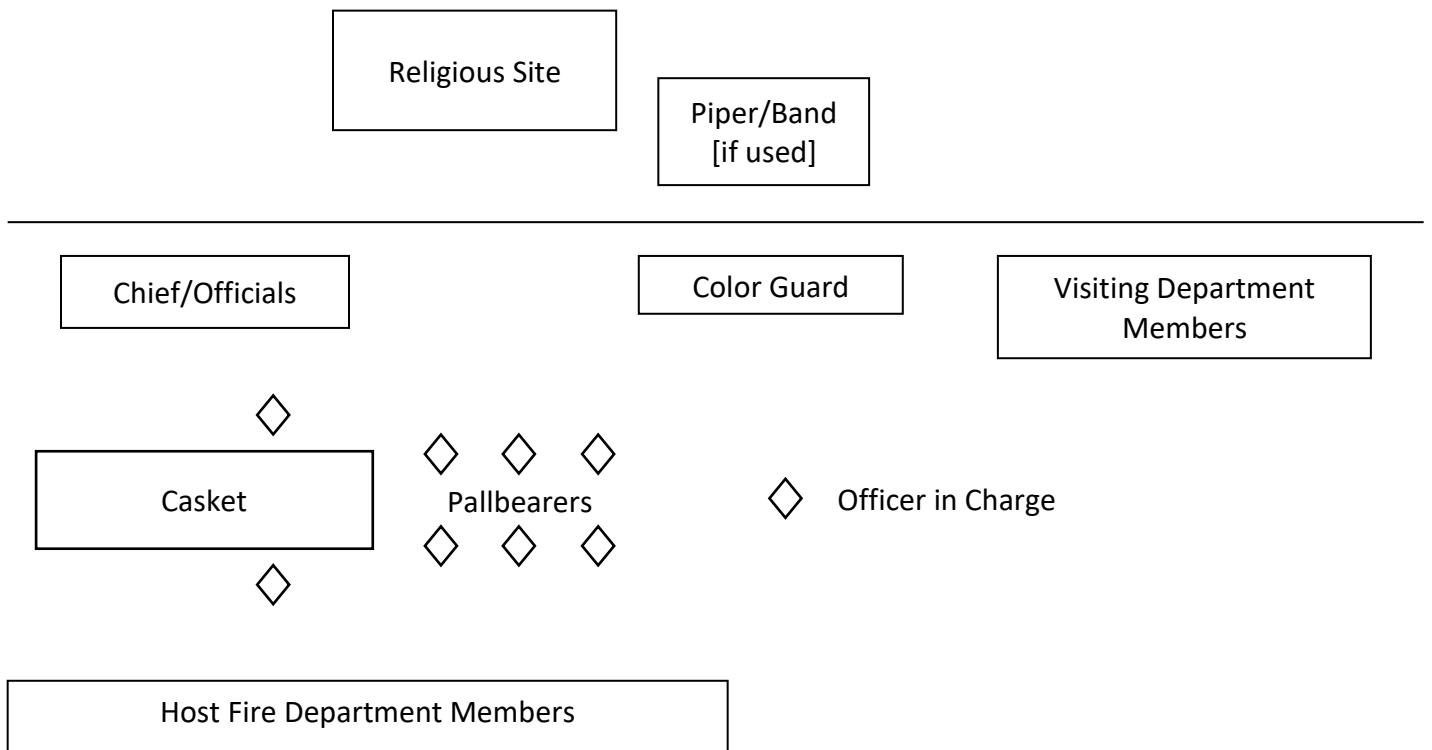 Religious Site
Piper/Band
[if used]
Chief/Officials
Color Guard
Visiting Department
Members
Casket
Pallbearers
Officer in Charge
Host Fire Department Members